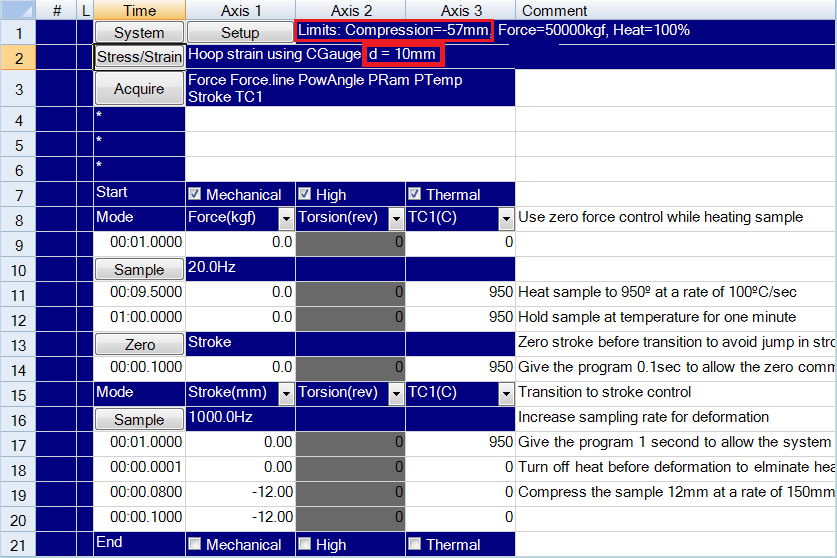 # L Time Axis 1 Axis 2 Axis 3 Comment
1 System Setup Limits: Compression=-57mm, Force=50000kgf, Heat=100%
2 Stress/Strain Hoop strain using CGauge d = 10mm
3 Acquire Force Force.line PowAngle PRam PTemp
Stroke TC1
4 *
5 *
6 *
7 Start Mechanical High Thermal
8 Mode Force(kgf) Torsion(rev) TC1(C) Use zero force control while heating sample
9 00:01.0000 0.0 0 0
10 Sample 20.0Hz
11 00:09.5000 0.0 0 950 Heat sample to 950º at a rate of 100ºC/sec
12 01:00.0000 0.0 0 950 Hold sample at temperature for one minute
13 Zero Stroke Zero stroke before transition to avoid jump in stro
14 00:00.1000 0.0 0 950 Give the program 0.1sec to allow the zero comm
15 Mode Stroke(mm) Torsion(rev) TC1(C) Transition to stroke control
16 Sample 1000.0Hz Increase sampling rate for deformation
17 00:01.0000 0.00 0 950 Give the program 1 second to allow the system
18 00:00.0001 0.00 0 0 Turn off heat before deformation to elminate hea
19 00:00.0800 -12.00 0 0 Compress the sample 12mm at a rate of 150mm
20 00:00.1000 -12.00 0 0
21 End Mechanical High Thermal